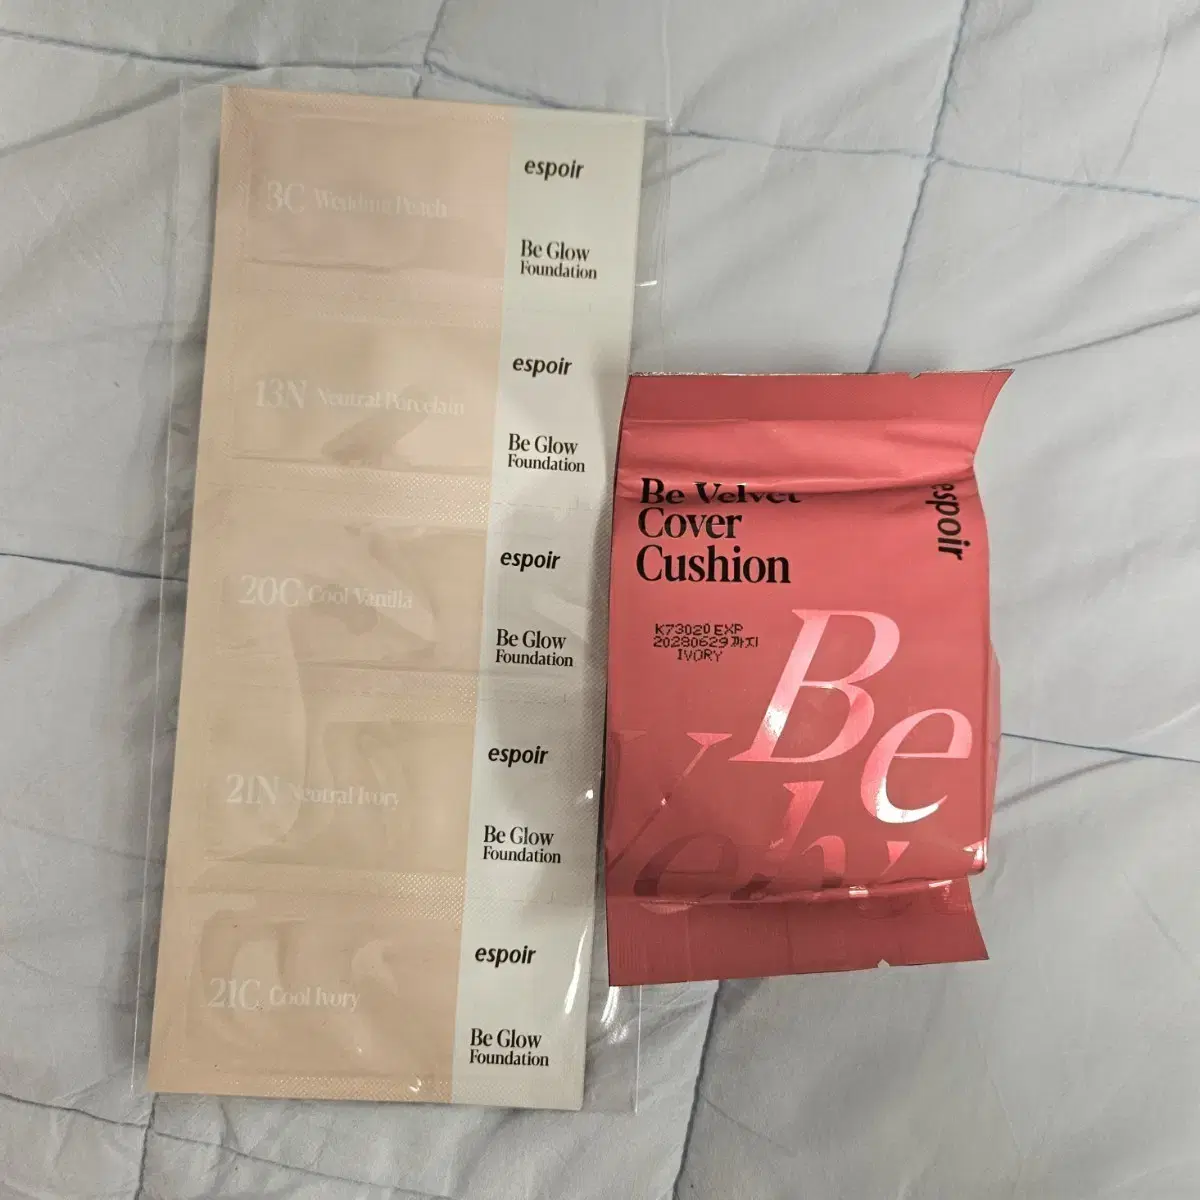 espoir
3C Wedding Peach
Be Glow
Foundation
espoir
13N Neutral Porcelain
Be Glow
Foundation
espoir
20C Cool Vanilla
Be Glow
Foundation
espoir
21N Neutral Ivory
Be Glow
Foundation
espoir
21C Cool Ivory
Be Glow
Foundation
Be Velvet
Cover
Cushion
espoir
K73020 EXP
20280629까지
IVORY
Be